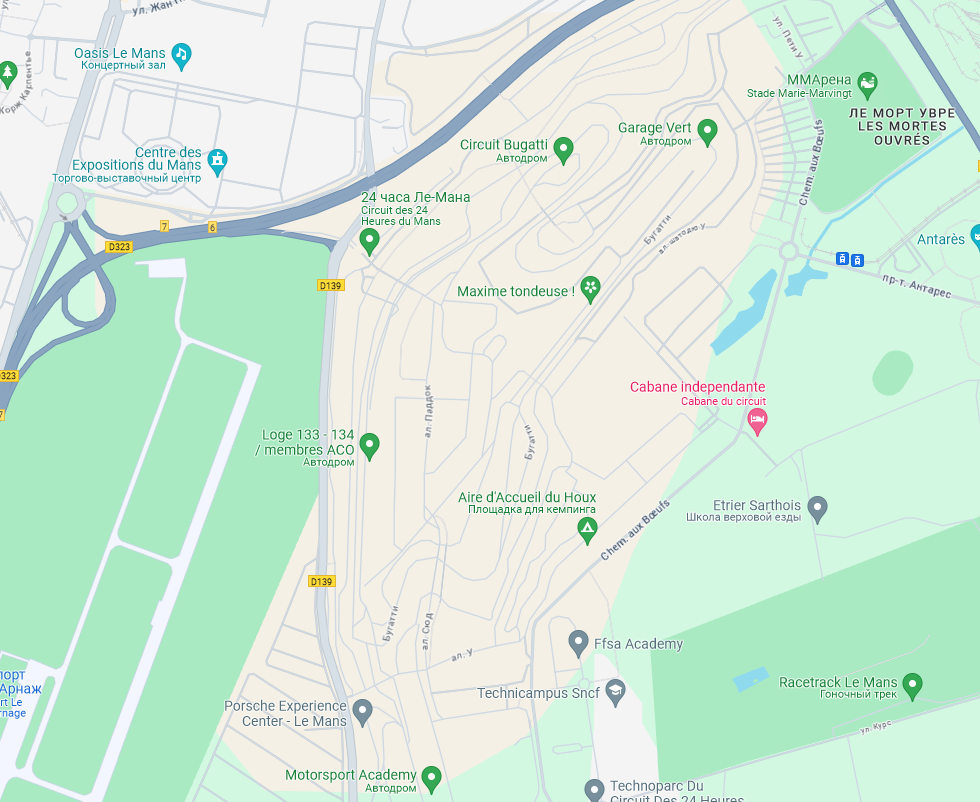 ул. Жан П
Oasis Le Mans
Концертный зал
Корж Карпентье
ул. Пети У
ММАрена
Stade Marie-Marvingt
ЛЕ МОРТ УВРЕ
LES MORTES
OUVRÉS
Garage Vert
Автодром
Circuit Bugatti
Автодром
Centre des
Expositions du Mans
Торгово-выставочный центр
Chem. aux Bœufs
24 часа Ле-Мана
Circuit des 24
Heures du Mans
7
6
D323
Бугатти
ал. шатодю У
Antarès
пр-т. Антарес
D139
Maxime tondeuse !
D323
7
Cabane independante
Cabane du circuit
ал. Паддок
Бугатти
Loge 133 - 134
/ membres ACO
Автодром
Aire d'Accueil du Houx
Площадка для кемпинга
Etrier Sarthois
Школа верховой езды
Chem. aux Bœufs
D139
Бугатти
ал. Сюд
ал. У
Ffsa Academy
порт
Арнаж
rt Le
rnage
Technicampus Sncf
Racetrack Le Mans
Гоночный трек
Porsche Experience
Center - Le Mans
ул. Курс
Motorsport Academy
Автодром
Technoparc Du
Circuit Des 24 Heures